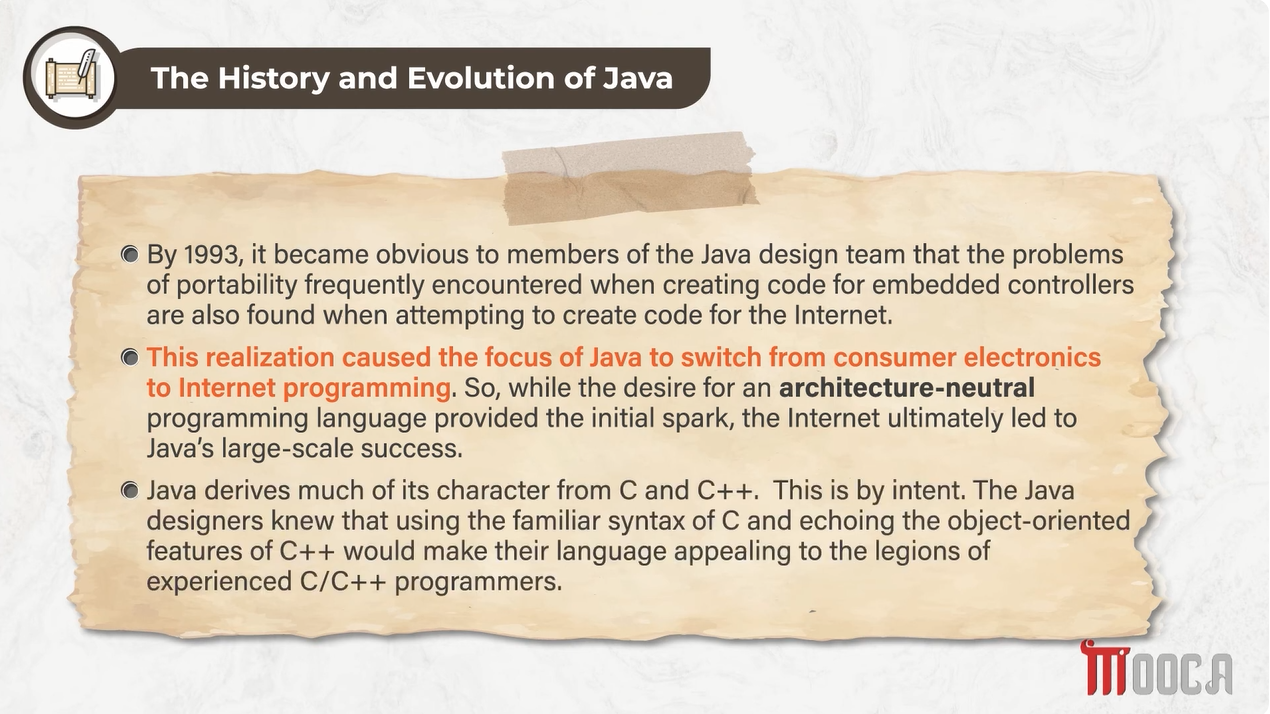 The History and Evolution of Java
By 1993, it became obvious to members of the Java design team that the problems
of portability frequently encountered when creating code for embedded controllers
are also found when attempting to create code for the Internet.
This realization caused the focus of Java to switch from consumer electronics
to Internet programming. So, while the desire for an architecture-neutral
programming language provided the initial spark, the Internet ultimately led to
Java's large-scale success.
Java derives much of its character from C and C++.  This is by intent. The Java
designers knew that using the familiar syntax of C and echoing the object-oriented
features of C++ would make their language appealing to the legions of
experienced C/C++ programmers.
MOOCA